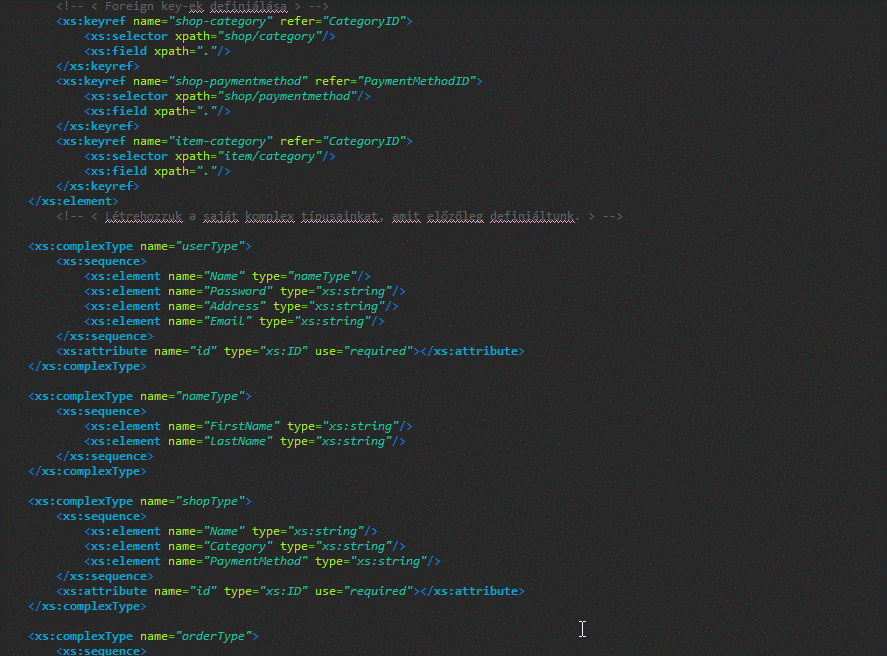 <!-- < Foreign key-ek definiálása > -->
<xs:keyref name="shop-category" refer="CategoryID">
<xs:selector xpath="shop/category"/>
<xs:field xpath="."/>
</xs:keyref>
<xs:keyref name="shop-paymentmethod" refer="PaymentMethodID">
<xs:selector xpath="shop/paymentmethod"/>
<xs:field xpath="."/>
</xs:keyref>
<xs:keyref name="item-category" refer="CategoryID">
<xs:selector xpath="item/category"/>
<xs:field xpath="."/>
</xs:keyref>
</xs:element>
<!-- < Létrehozzuk a saját komplex típusainkat, amit előzőleg definiáltunk. > -->
<xs:complexType name="userType">
<xs:sequence>
<xs:element name="Name" type="nameType"/>
<xs:element name="Password" type="xs:string"/>
<xs:element name="Address" type="xs:string"/>
<xs:element name="Email" type="xs:string"/>
</xs:sequence>
<xs:attribute name="id" type="xs:ID" use="required"></xs:attribute>
</xs:complexType>
<xs:complexType name="nameType">
<xs:sequence>
<xs:element name="FirstName" type="xs:string"/>
<xs:element name="LastName" type="xs:string"/>
</xs:sequence>
</xs:complexType>
<xs:complexType name="shopType">
<xs:sequence>
<xs:element name="Name" type="xs:string"/>
<xs:element name="Category" type="xs:string"/>
<xs:element name="PaymentMethod" type="xs:string"/>
</xs:sequence>
<xs:attribute name="id" type="xs:ID" use="required"></xs:attribute>
</xs:complexType>
<xs:complexType name="orderType">
<xs:sequence>